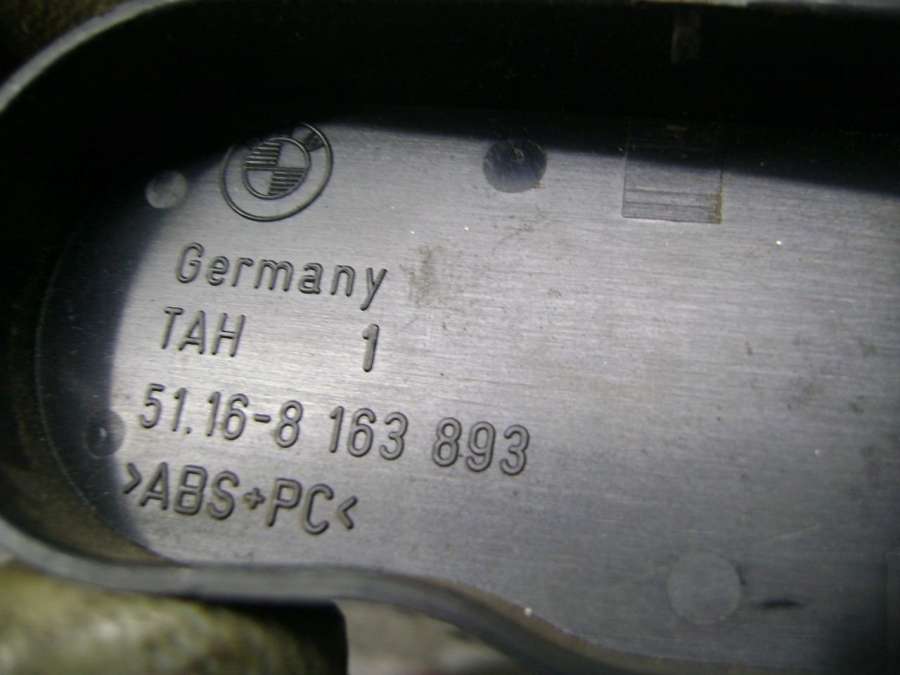 Germany
TAH 1
51.16-8 163 893
>ABS+PC<